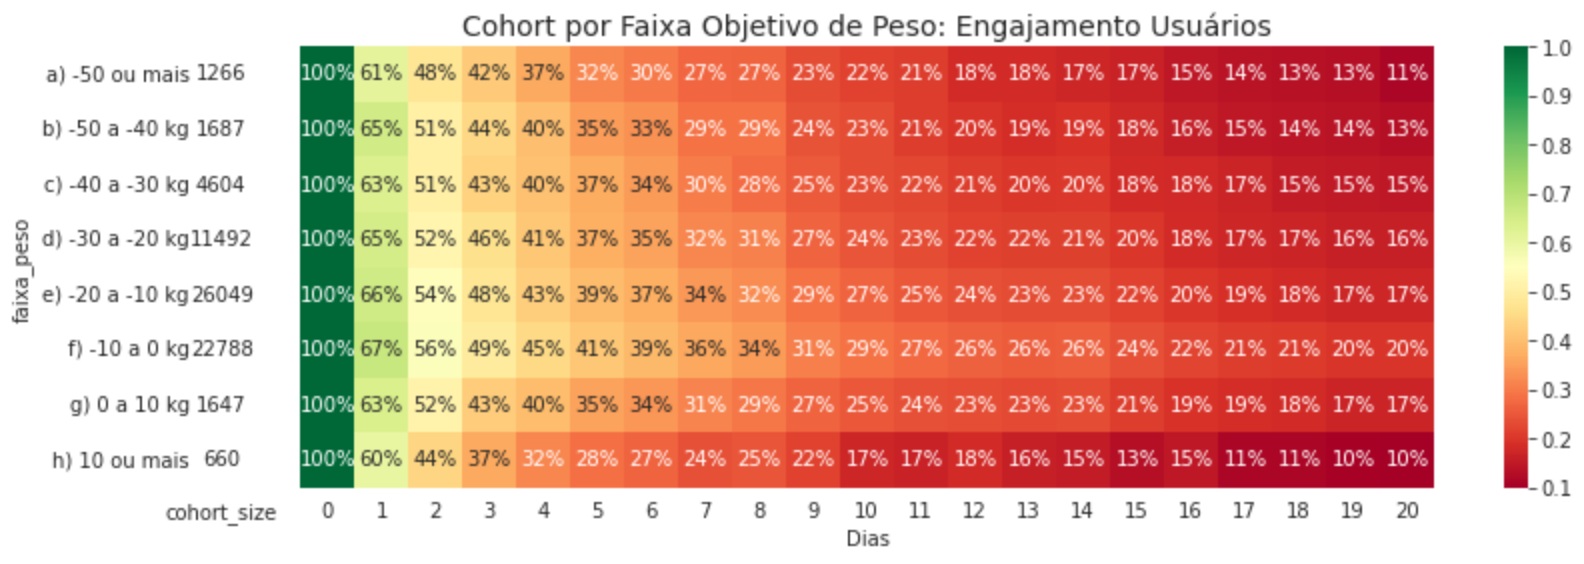 Cohort por Faixa Objetivo de Peso: Engajamento Usuários
a) -50 ou mais 1266 100% 61% 48% 42% 37% 32% 30% 27% 27% 23% 22% 21% 18% 18% 17% 17% 15% 14% 13% 13% 11%
b) -50 a -40 kg 1687 100% 65% 51% 44% 40% 35% 33% 29% 29% 24% 23% 21% 20% 19% 19% 18% 16% 15% 14% 14% 13%
c) -40 a -30 kg 4604 100% 63% 51% 43% 40% 37% 34% 30% 28% 25% 23% 22% 21% 20% 20% 18% 18% 17% 15% 15% 15%
d) -30 a -20 kg 11492 100% 65% 52% 46% 41% 37% 35% 32% 31% 27% 24% 23% 22% 22% 21% 20% 18% 17% 17% 16% 16%
e) -20 a -10 kg 26049 100% 66% 54% 48% 43% 39% 37% 34% 32% 29% 27% 25% 24% 23% 23% 22% 20% 19% 18% 17% 17%
f) -10 a 0 kg 22788 100% 67% 56% 49% 45% 41% 39% 36% 34% 31% 29% 27% 26% 26% 26% 24% 22% 21% 21% 20% 20%
g) 0 a 10 kg 1647 100% 63% 52% 43% 40% 35% 34% 31% 29% 27% 25% 24% 23% 23% 23% 21% 19% 19% 18% 17% 17%
h) 10 ou mais 660 100% 60% 44% 37% 32% 28% 27% 24% 25% 22% 17% 17% 18% 16% 15% 13% 15% 11% 11% 10% 10%
faixa_peso
cohort_size 0 1 2 3 4 5 6 7 8 9 10 11 12 13 14 15 16 17 18 19 20
Dias
1.0
0.9
0.8
0.7
0.6
0.5
0.4
0.3
0.2
0.1